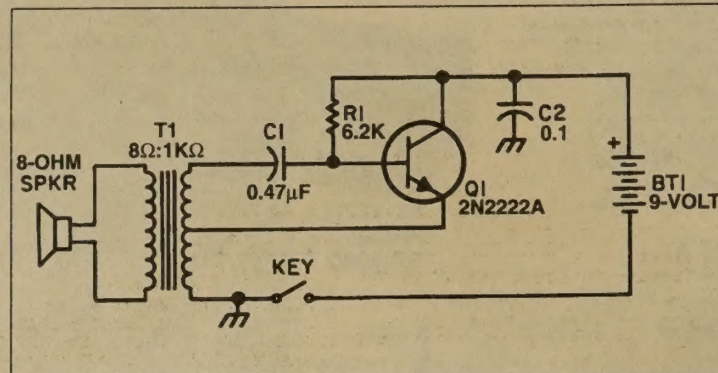 8-OHM
SPKR
T1
8Ω:1KΩ
C1
0.47µF
R1
6.2K
Q1
2N2222A
C2
0.1
+
BT1
9-VOLT
KEY